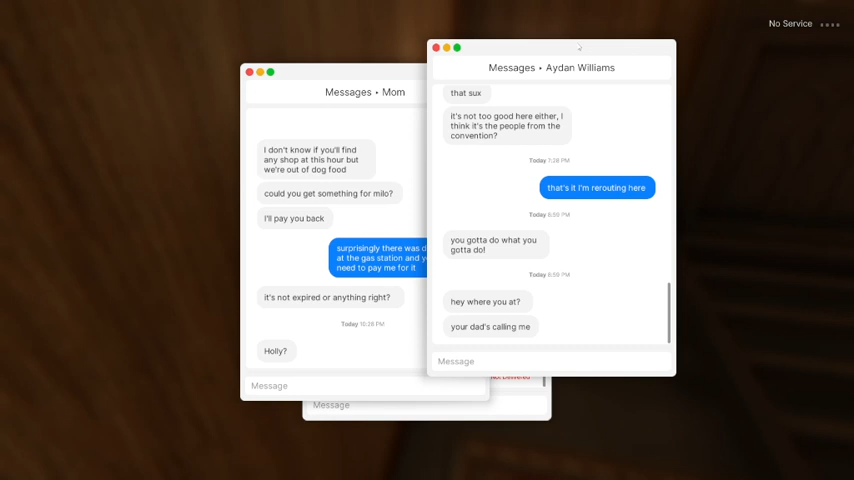 No Service
Messages • Aydan Williams
that sux
it's not too good here either, I
think it's the people from the
convention?
Today 7:38 PM
that's it I'm rerouting here
Today 8:50 PM
you gotta do what you
gotta do!
Today 8:58 PM
hey where you at?
your dad's calling me
Message
Messages • Mom
I don't know if you'll find
any shop at this hour but
we're out of dog food
could you get something for milo?
I'll pay you back
surprisingly there was d
at the gas station and y
need to pay me for it
it's not expired or anything right?
Today 10:28 PM
Holly?
Message
Not Delivered
Message